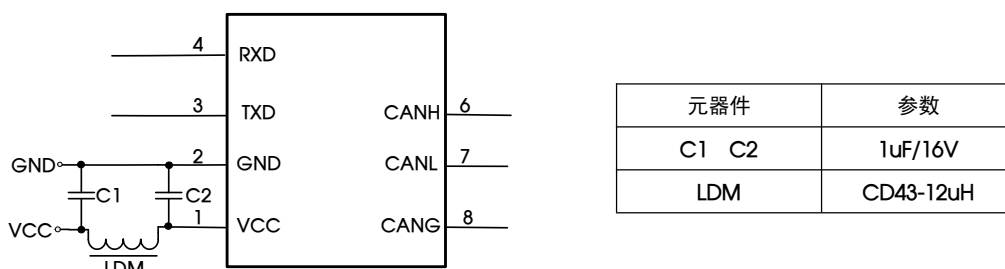 4 RXD
3 TXD
CANH 6
GND 2 GND
CANL 7
C1 C2
VCC 1 VCC
CANG 8
LDM
元器件 参数
C1 C2 1uF/16V
LDM CD43-12uH